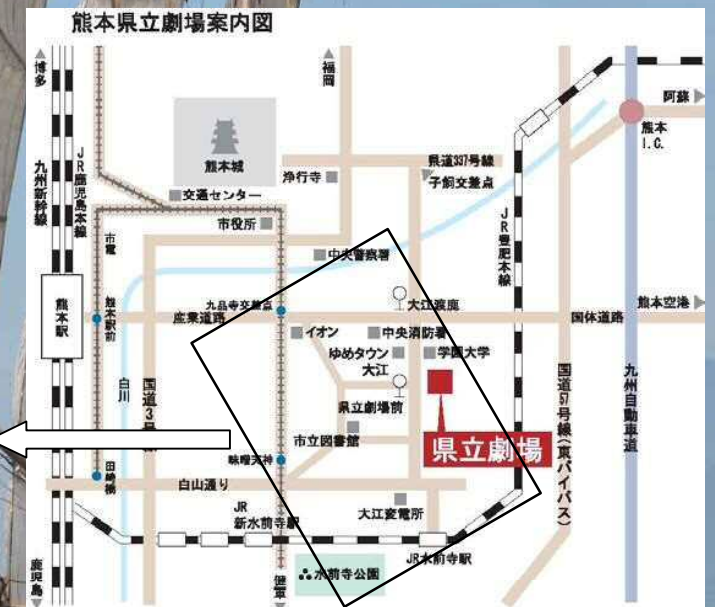 熊本県立劇場案内図
博多
福岡
阿蘇
熊本
I.C.
九州新幹線
JR鹿児島本線
熊本城
浄行寺
県道337号線
子飼交差点
交通センター
市役所
市電
中央警察署
JR豊肥本線
熊本駅
熊本駅前
九品寺交差点
産業道路
大江渡鹿
国体道路
熊本空港
イオン
中央消防署
ゆめタウン
大江
学園大学
白川
国道3号線
県立劇場前
国道57号線(東バイパス)
九州自動車道
市立図書館
県立劇場
味噌天神
田崎橋
白山通り
大江変電所
JR
新水前寺駅
JR水前寺駅
水前寺公園
鹿児島
健軍